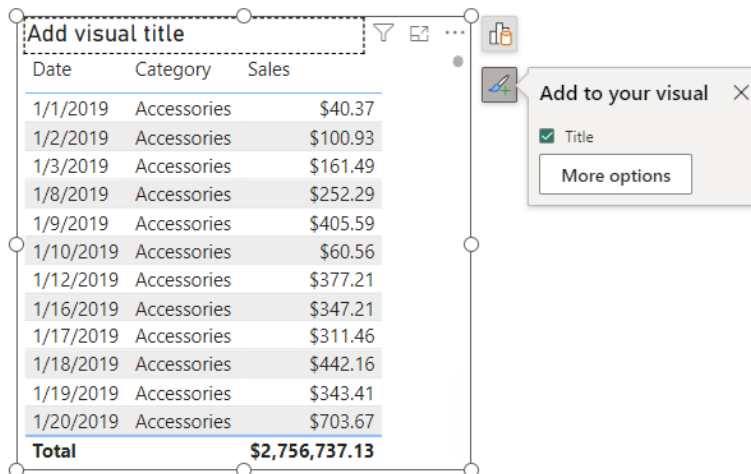 Add visual title
Date Category Sales
1/1/2019 Accessories $40.37
1/2/2019 Accessories $100.93
1/3/2019 Accessories $161.49
1/8/2019 Accessories $252.29
1/9/2019 Accessories $405.59
1/10/2019 Accessories $60.56
1/12/2019 Accessories $377.21
1/16/2019 Accessories $347.21
1/17/2019 Accessories $311.46
1/18/2019 Accessories $442.16
1/19/2019 Accessories $343.41
1/20/2019 Accessories $703.67
Total $2,756,737.13
Add to your visual
Title
More options